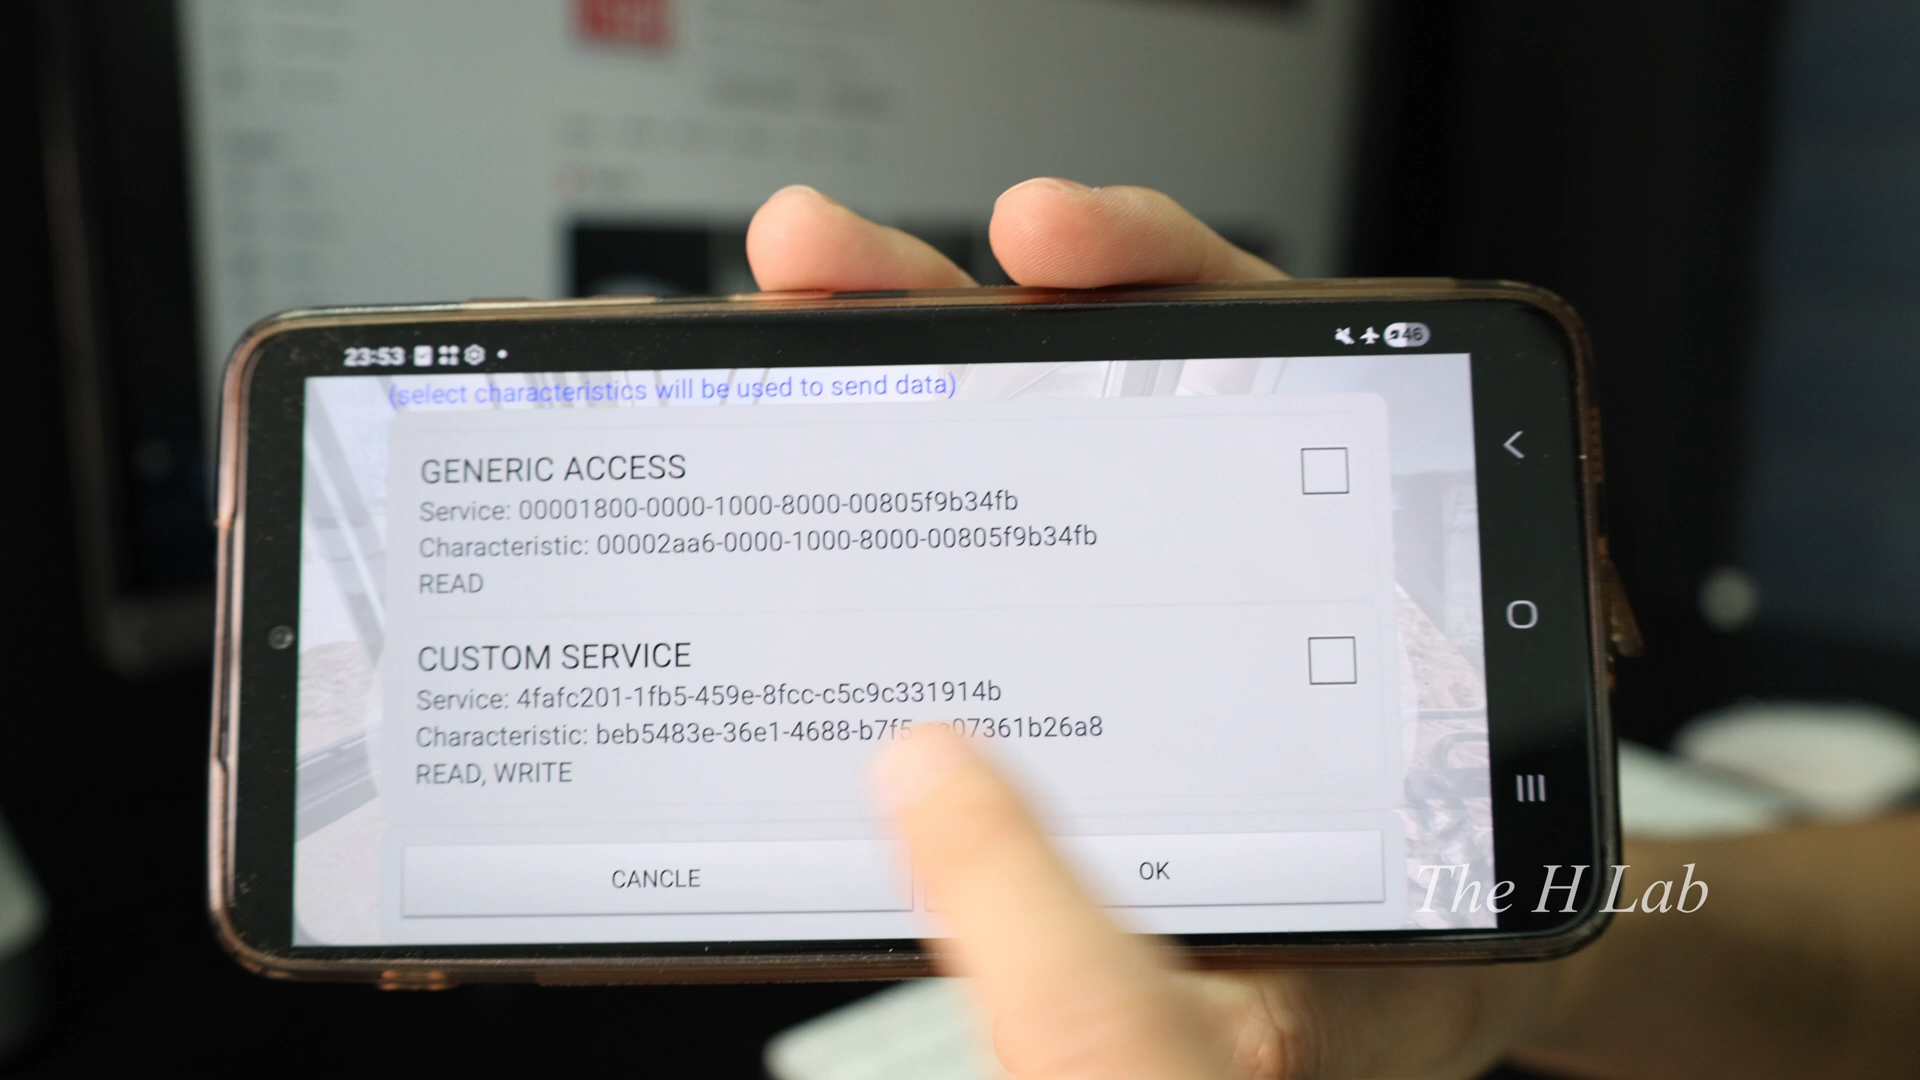 23:53
46
(select characteristics will be used to send data)
GENERIC ACCESS
Service: 00001800-0000-1000-8000-00805f9b34fb
Characteristic: 00002aa6-0000-1000-8000-00805f9b34fb
READ
CUSTOM SERVICE
Service: 4fafc201-1fb5-459e-8fcc-c5c9c331914b
Characteristic: beb5483e-36e1-4688-b7f5-ea07361b26a8
READ, WRITE
CANCLE
OK
The H Lab